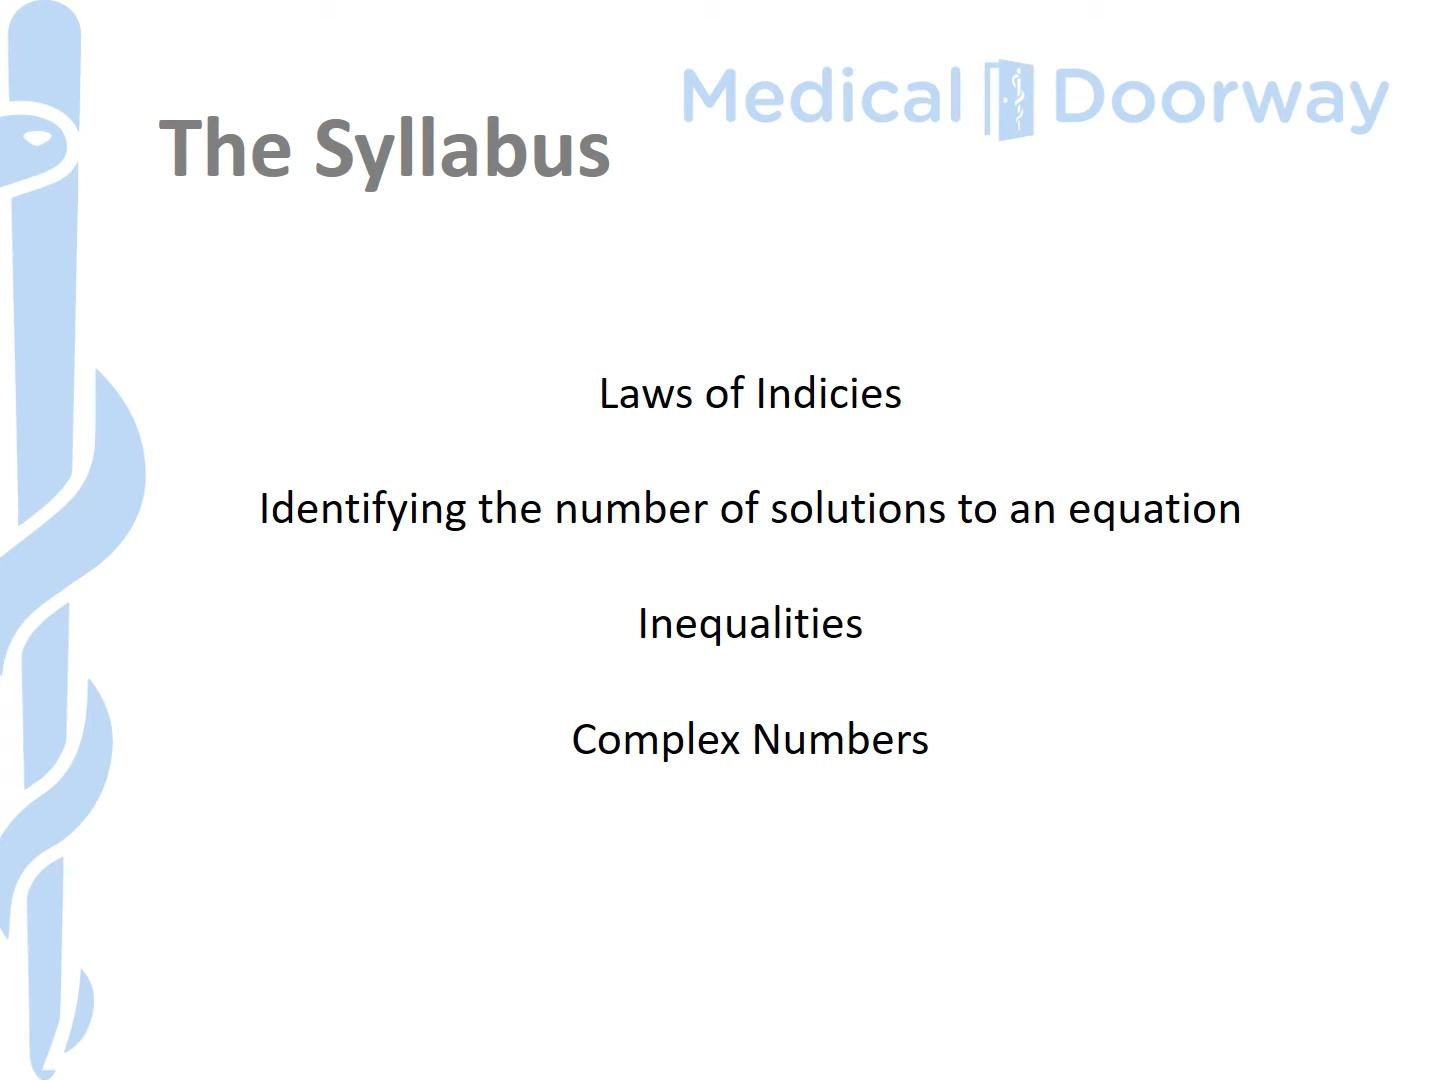 Medical Doorway
The Syllabus
Laws of Indicies
Identifying the number of solutions to an equation
Inequalities
Complex Numbers